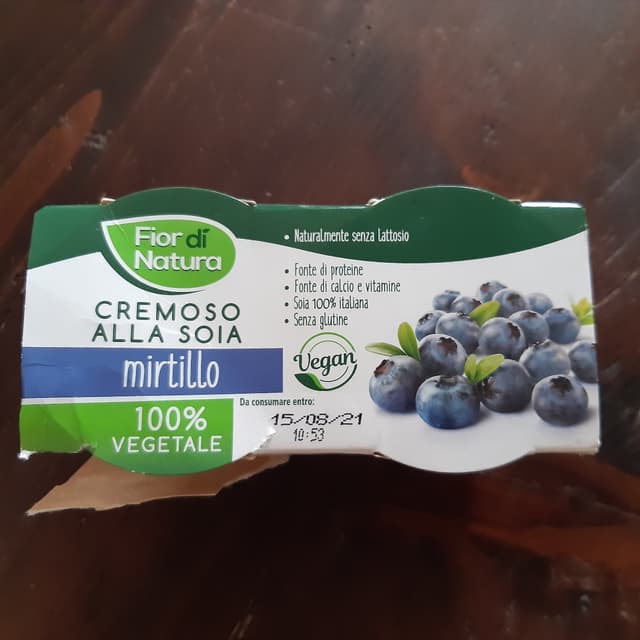 Fior di
Natura
CREMOSO
ALLA SOIA
mirtillo
100%
VEGETALE
• Naturalmente senza lattosio
• Fonte di proteine
• Fonte di calcio e vitamine
• Soia 100% italiana
• Senza glutine
Vegan
Da consumare entro:
15/08/21
10:53